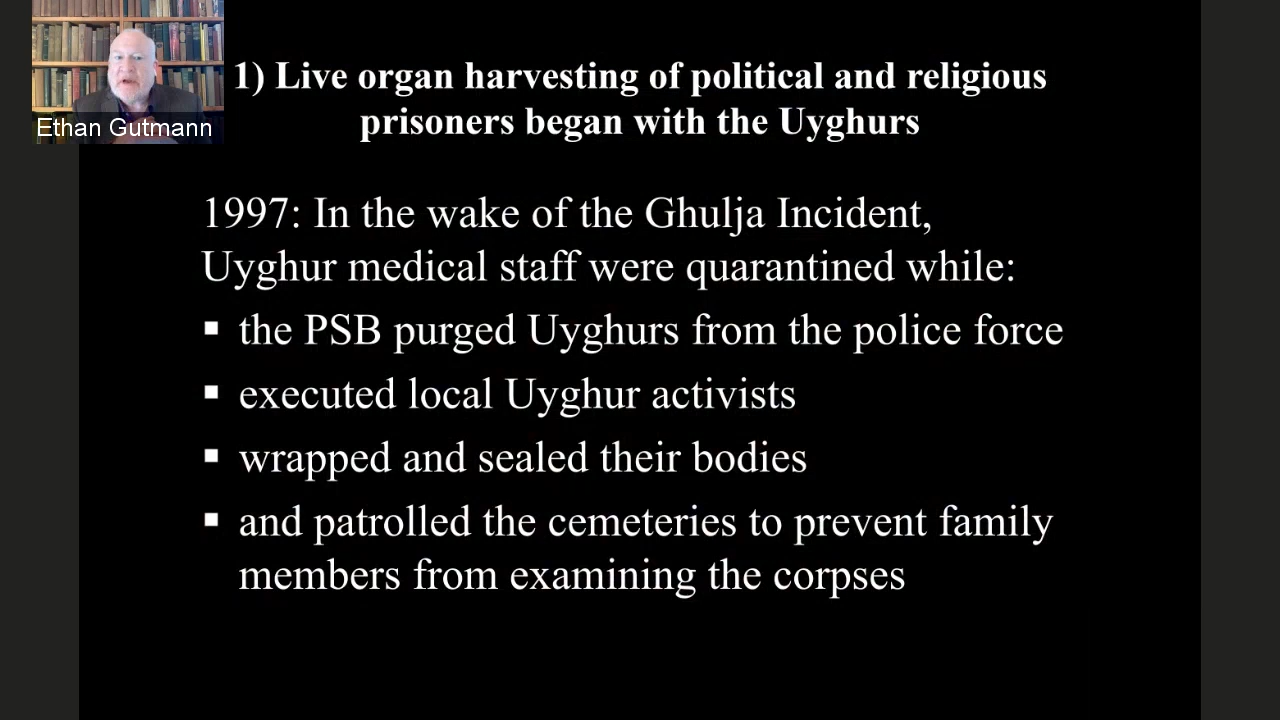 Ethan Gutmann
1) Live organ harvesting of political and religious
prisoners began with the Uyghurs
1997: In the wake of the Ghulja Incident,
Uyghur medical staff were quarantined while:
▪ the PSB purged Uyghurs from the police force
▪ executed local Uyghur activists
▪ wrapped and sealed their bodies
▪ and patrolled the cemeteries to prevent family
members from examining the corpses